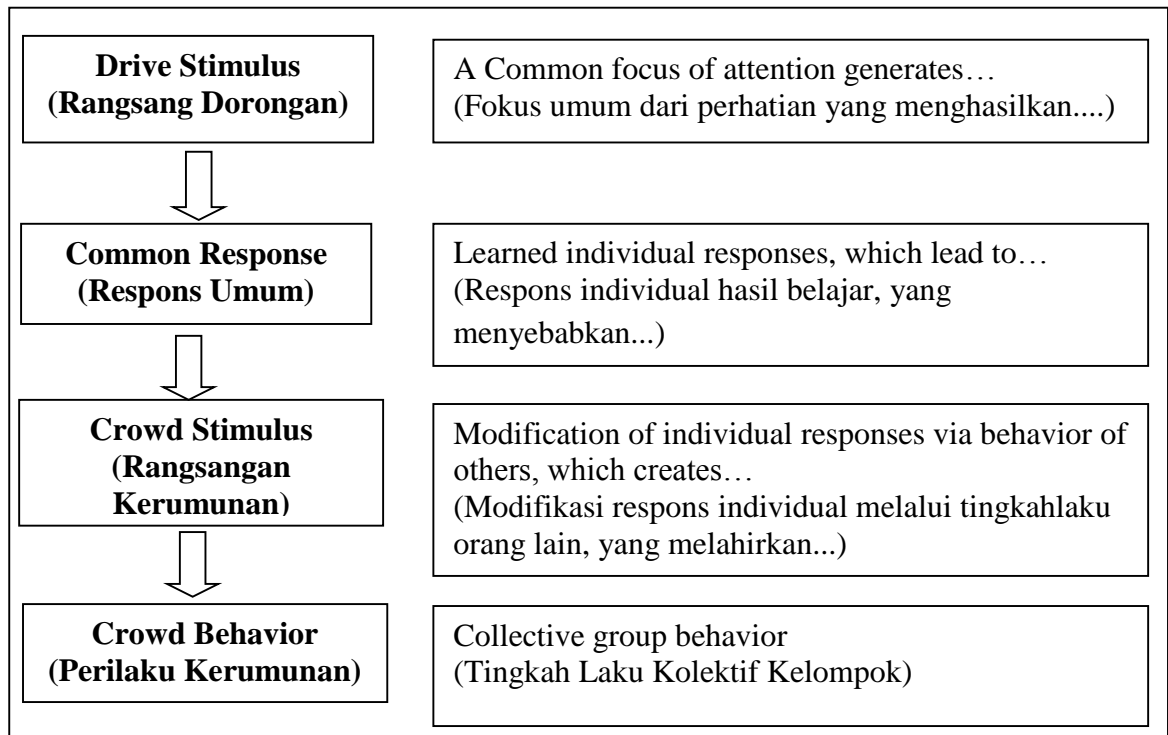 Drive Stimulus
(Rangsang Dorongan)
A Common focus of attention generates…
(Fokus umum dari perhatian yang menghasilkan....)
Common Response
(Respons Umum)
Learned individual responses, which lead to…
(Respons individual hasil belajar, yang
menyebabkan...)
Crowd Stimulus
(Rangsangan
Kerumunan)
Modification of individual responses via behavior of
others, which creates…
(Modifikasi respons individual melalui tingkahlaku
orang lain, yang melahirkan...)
Crowd Behavior
(Perilaku Kerumunan)
Collective group behavior
(Tingkah Laku Kolektif Kelompok)